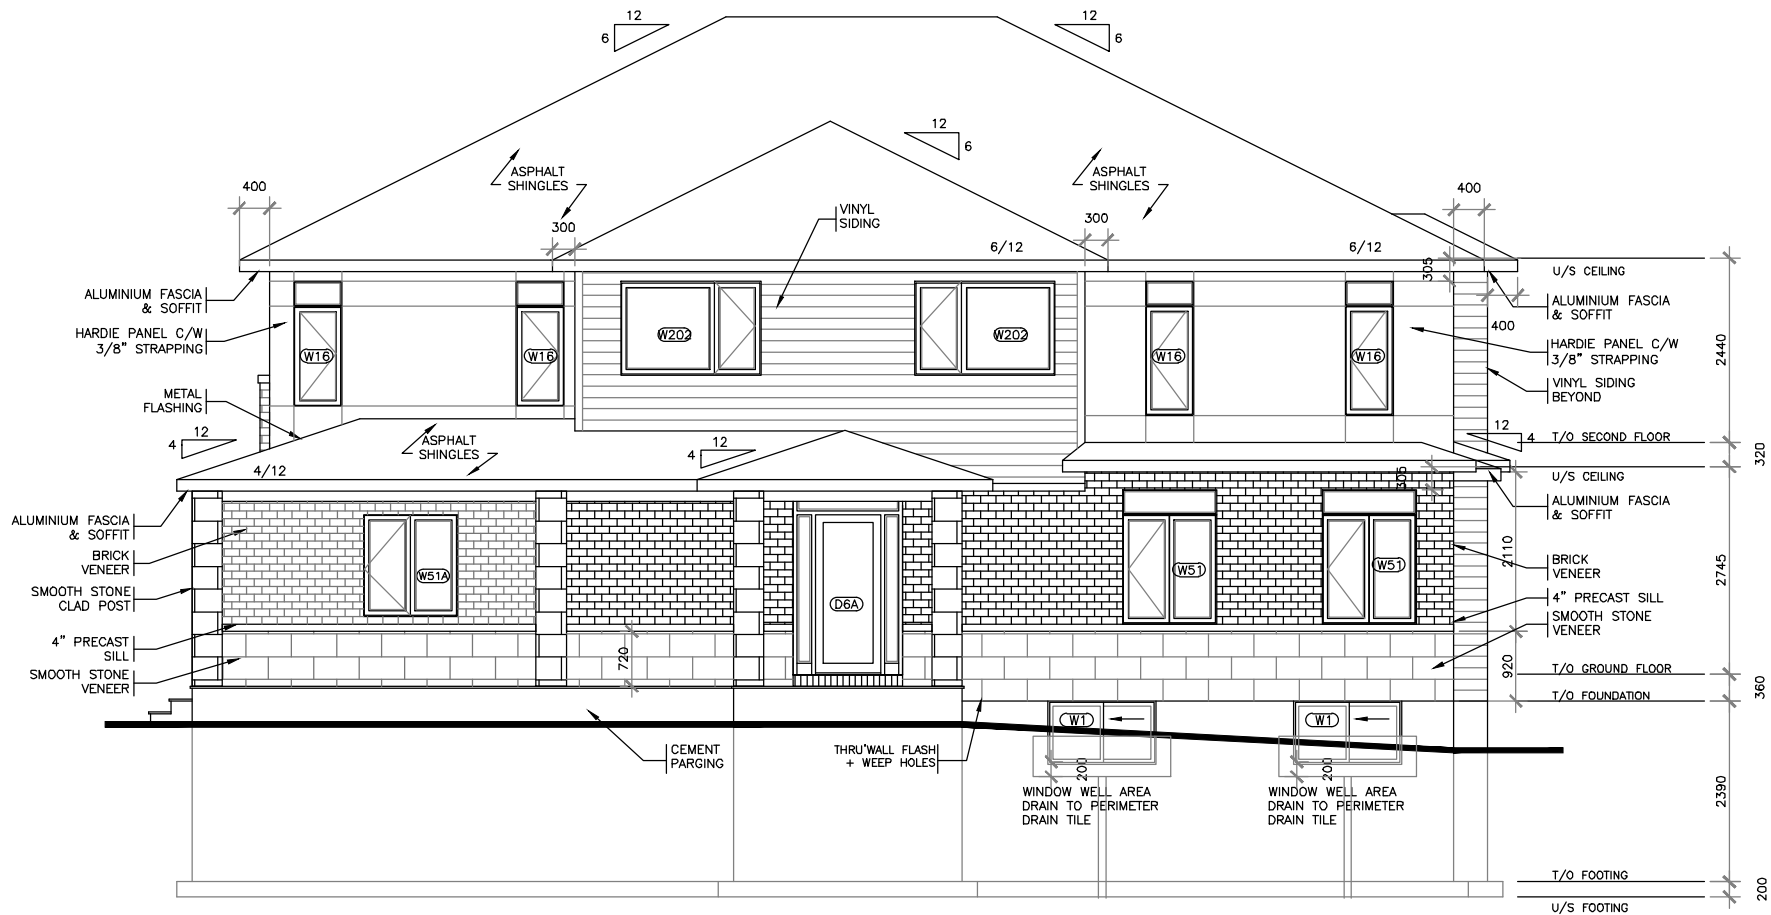 12
6
12
6
12
6
ASPHALT
SHINGLES
ASPHALT
SHINGLES
400
300
VINYL
SIDING
300
400
6/12
6/12
305
U/S CEILING
ALUMINIUM FASCIA
& SOFFIT
HARDIE PANEL C/W
3/8" STRAPPING
METAL
FLASHING
W16
W16
W202
W202
W16
W16
400
ALUMINIUM FASCIA
& SOFFIT
HARDIE PANEL C/W
3/8" STRAPPING
VINYL SIDING
BEYOND
2440
12
4
ASPHALT
SHINGLES
4/12
12
4
12
4
T/O SECOND FLOOR
320
U/S CEILING
305
ALUMINIUM FASCIA
& SOFFIT
BRICK
VENEER
SMOOTH STONE
CLAD POST
4" PRECAST
SILL
SMOOTH STONE
VENEER
W51A
D6A
W51
W51
720
ALUMINIUM FASCIA
& SOFFIT
2110
BRICK
VENEER
2745
4" PRECAST SILL
SMOOTH STONE
VENEER
920
T/O GROUND FLOOR
360
T/O FOUNDATION
W1
W1
CEMENT
PARGING
THRU'WALL FLASH
+ WEEP HOLES
200
200
WINDOW WELL AREA
DRAIN TO PERIMETER
DRAIN TILE
WINDOW WELL AREA
DRAIN TO PERIMETER
DRAIN TILE
2390
T/O FOOTING
200
U/S FOOTING